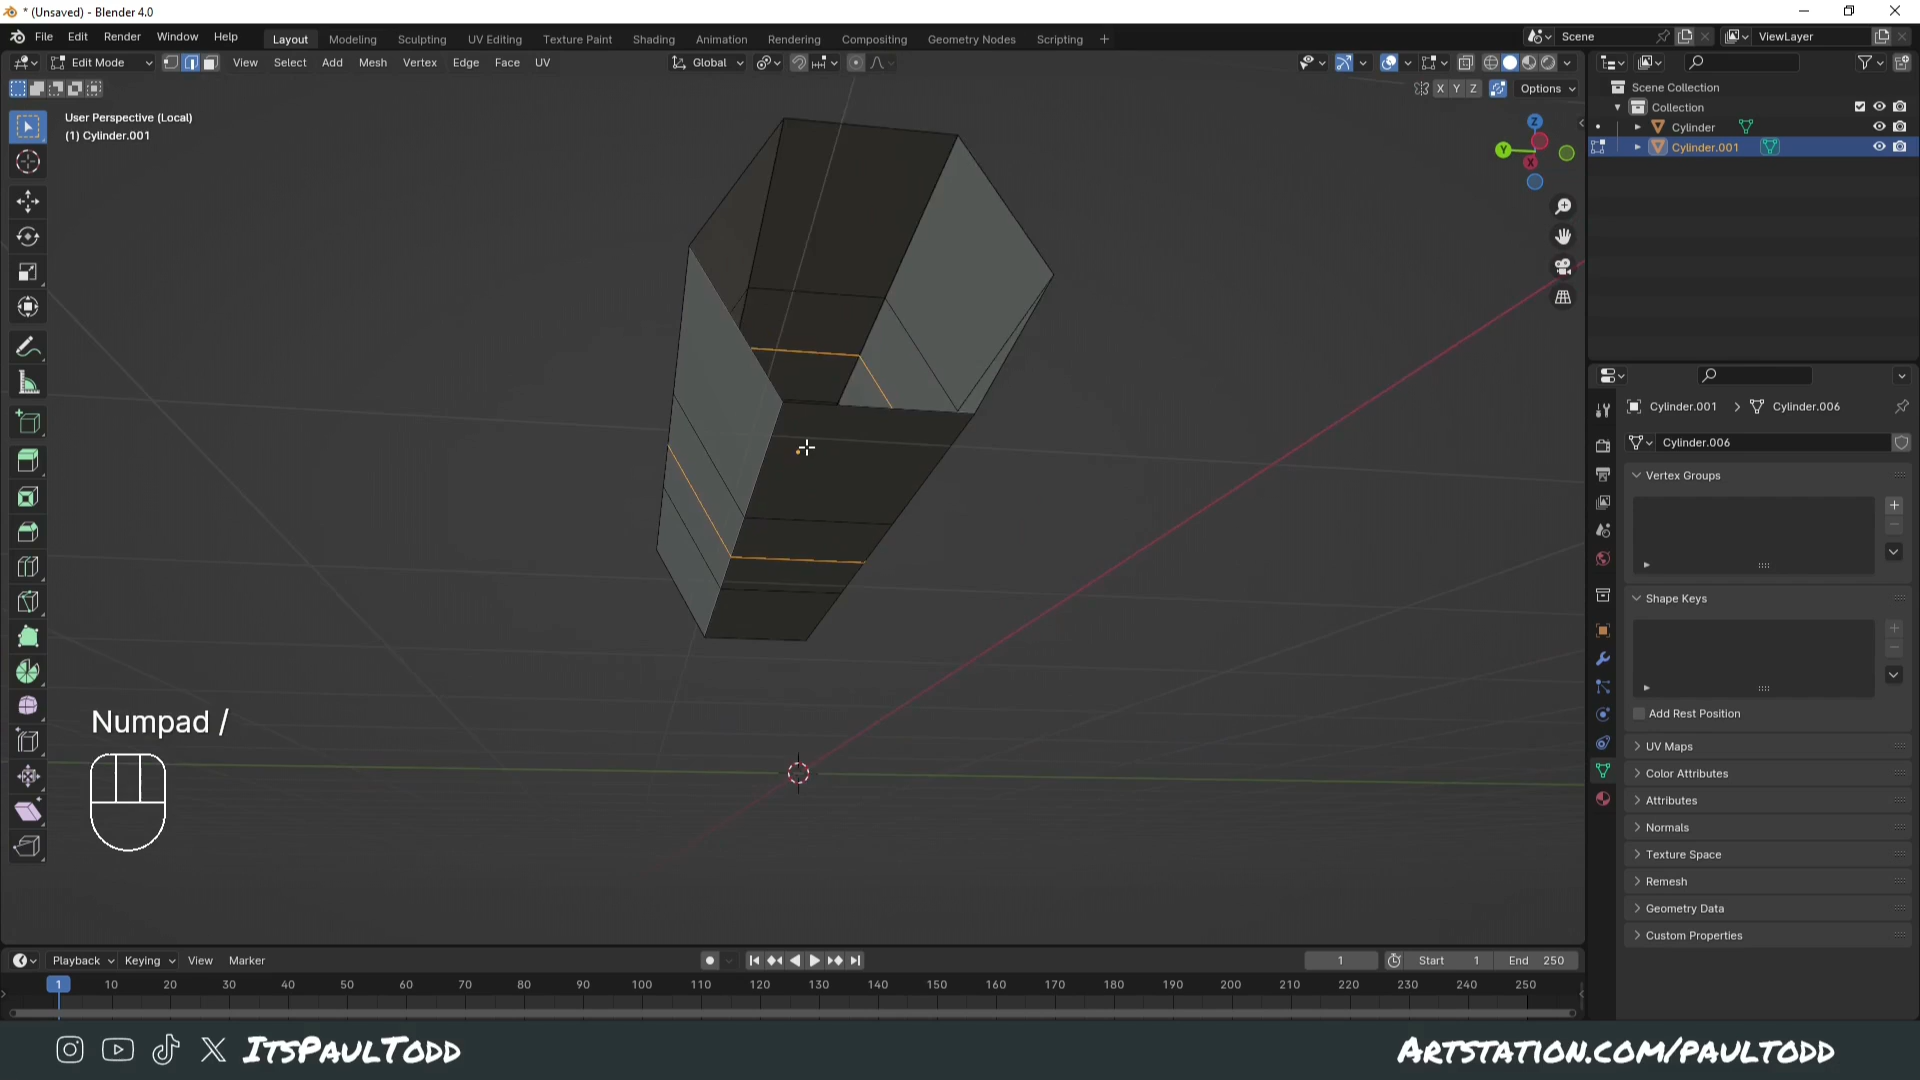 * (Unsaved) - Blender 4.0
File Edit Render Window Help
Layout Modeling Sculpting UV Editing Texture Paint Shading Animation Rendering Compositing Geometry Nodes Scripting +
Scene
ViewLayer
Edit Mode
View Select Add Mesh Vertex Edge Face UV
Global
X Y Z
Options
User Perspective (Local)
(1) Cylinder.001
Z
Y
X
Scene Collection
Collection
Cylinder
Cylinder.001
Cylinder.001 > Cylinder.006
Cylinder.006
Vertex Groups
Shape Keys
Add Rest Position
UV Maps
Color Attributes
Attributes
Normals
Texture Space
Remesh
Geometry Data
Custom Properties
Numpad /
Playback Keying View Marker
1
Start 1
End 250
1 10 20 30 40 50 60 70 80 90 100 110 120 130 140 150 160 170 180 190 200 210 220 230 240 250
ItsPaulTodd
Artstation.com/paultodd